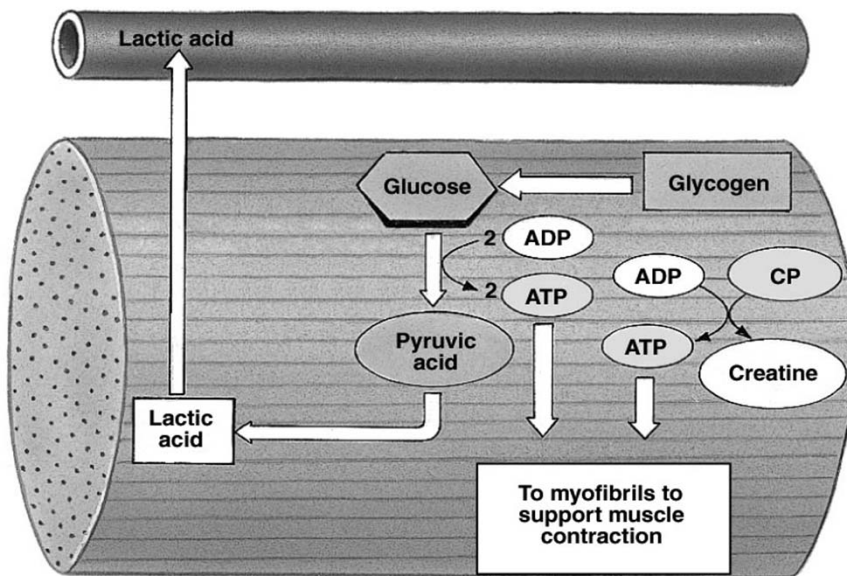 Lactic acid
Glucose
Glycogen
2 ADP
2 ATP
ADP
CP
ATP
Creatine
Pyruvic
acid
Lactic
acid
To myofibrils to
support muscle
contraction